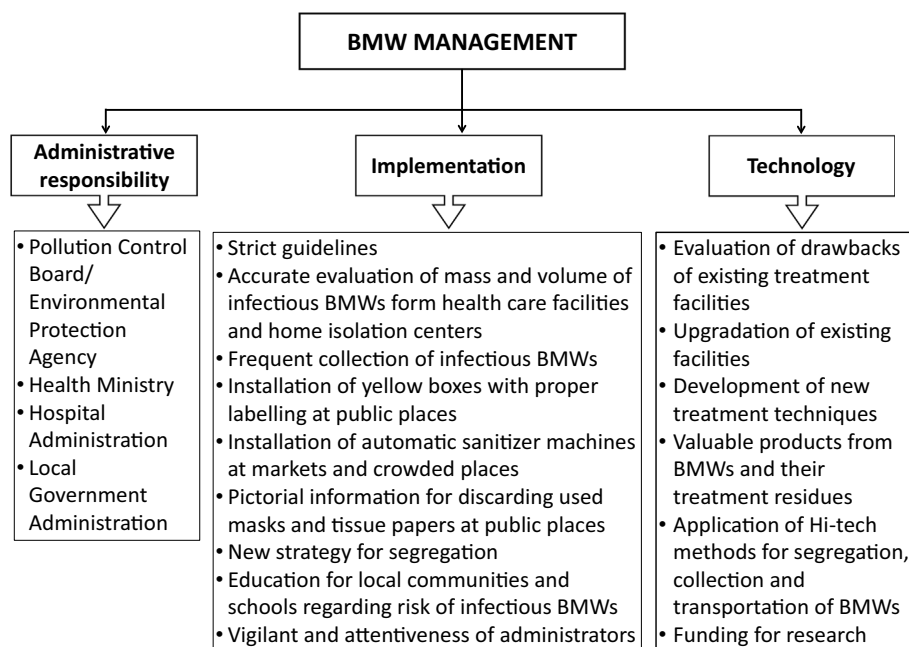 BMW MANAGEMENT
Administrative
responsibility
• Pollution Control
Board/
Environmental
Protection
Agency
• Health Ministry
• Hospital
Administration
• Local
Government
Administration
Implementation
• Strict guidelines
• Accurate evaluation of mass and volume of
infectious BMWs form health care facilities
and home isolation centers
• Frequent collection of infectious BMWs
• Installation of yellow boxes with proper
labelling at public places
• Installation of automatic sanitizer machines
at markets and crowded places
• Pictorial information for discarding used
masks and tissue papers at public places
• New strategy for segregation
• Education for local communities and
schools regarding risk of infectious BMWs
• Vigilant and attentiveness of administrators
Technology
• Evaluation of drawbacks
of existing treatment
facilities
• Upgradation of existing
facilities
• Development of new
treatment techniques
• Valuable products from
BMWs and their
treatment residues
• Application of Hi-tech
methods for segregation,
collection and
transportation of BMWs
• Funding for research